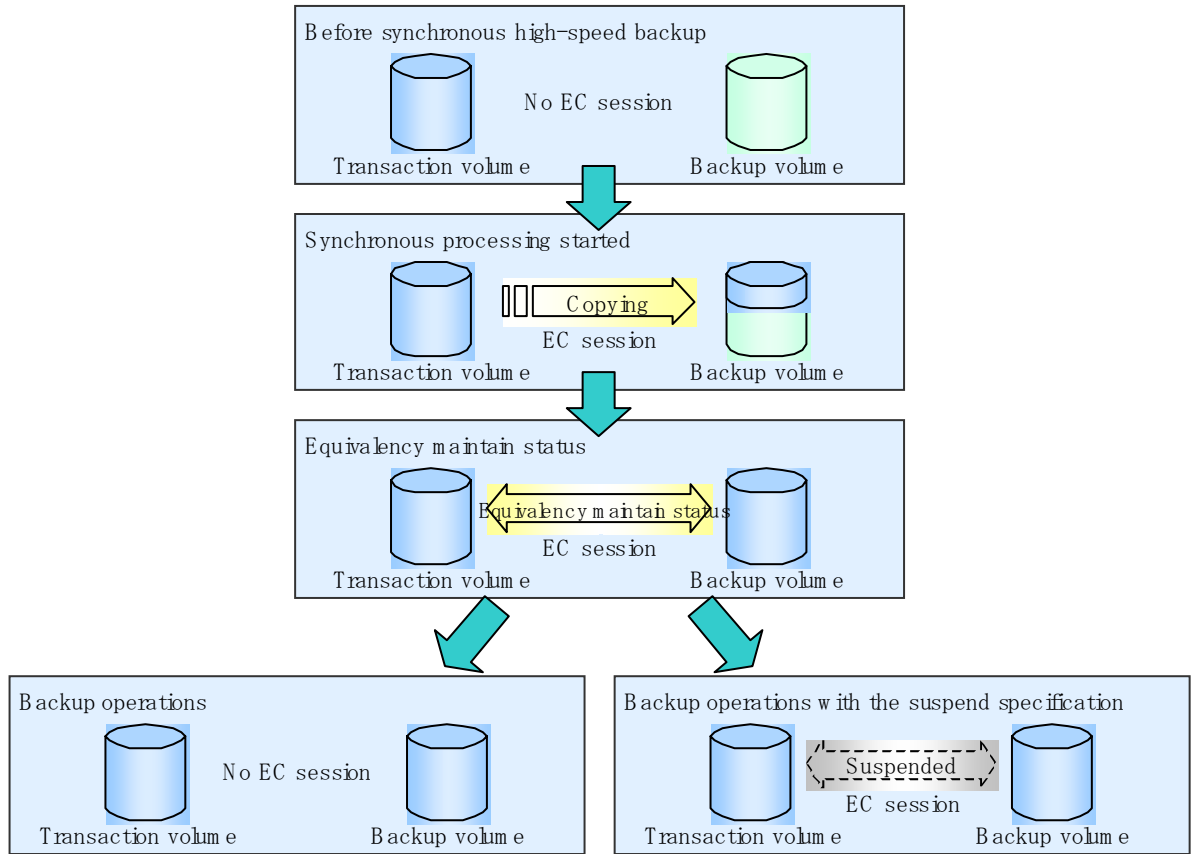 Before synchronous high-speed backup
No EC session
Transaction volume
Backup volume
Synchronous processing started
Copying
EC session
Transaction volume
Backup volume
Equivalency maintain status
Equivalency maintain status
EC session
Transaction volume
Backup volume
Backup operations
No EC session
Transaction volume
Backup volume
Backup operations with the suspend specification
Suspended
EC session
Transaction volume
Backup volume